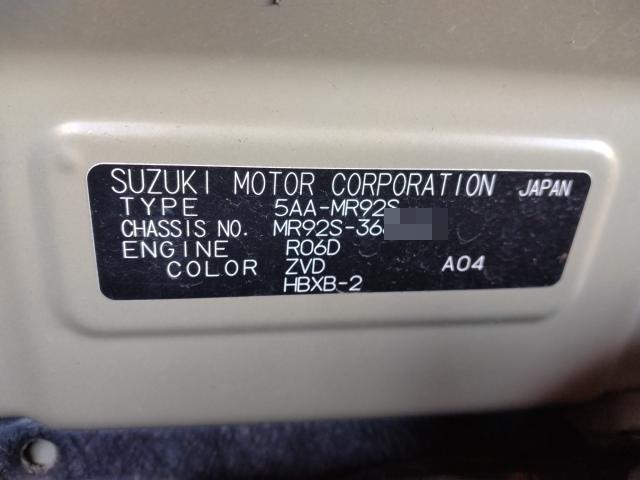 SUZUKI MOTOR CORPORATION JAPAN
TYPE 5AA-MR92S
CHASSIS NO. MR92S-36
ENGINE R06D
COLOR ZVD A04
HBXB-2